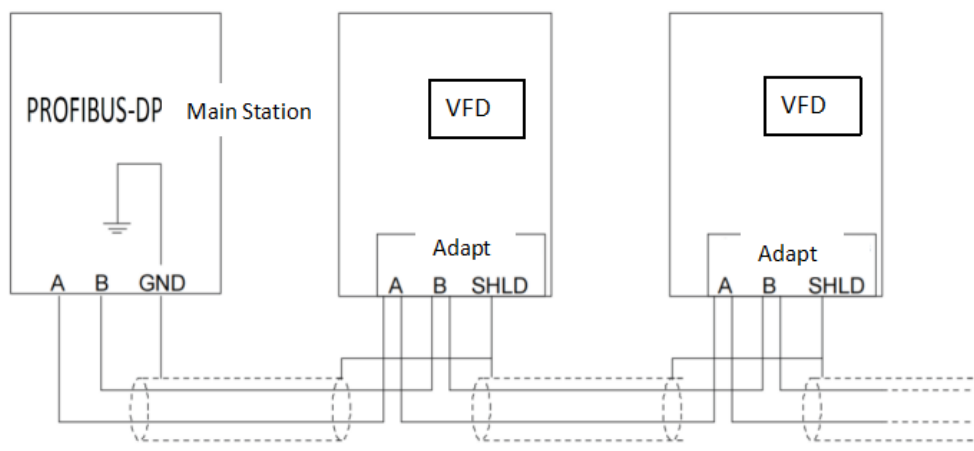 PROFIBUS-DP Main Station
A B GND
VFD
Adapt
A B SHLD
VFD
Adapt
A B SHLD